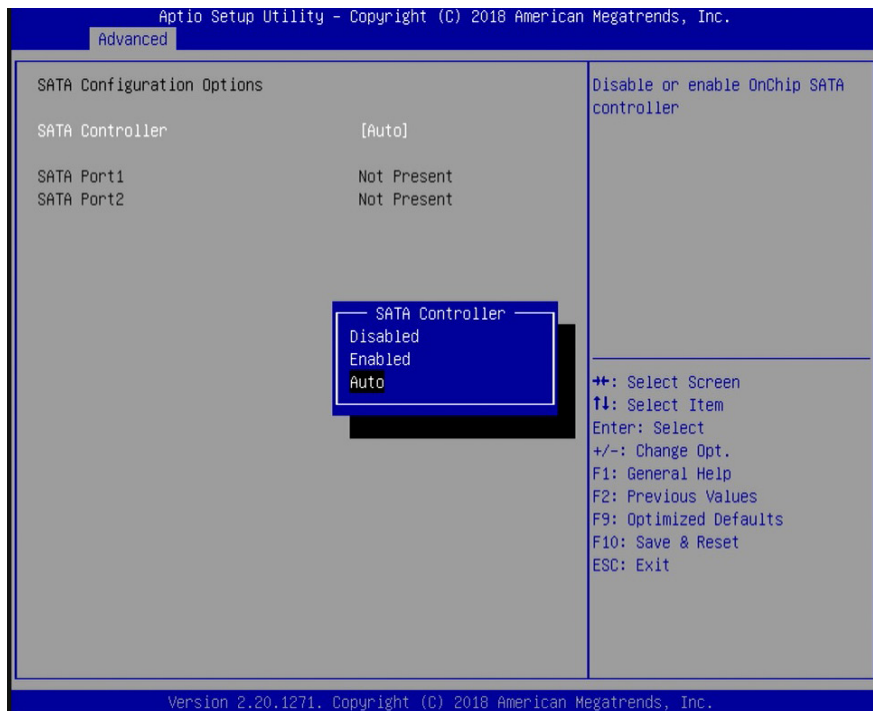 Aptio Setup Utility – Copyright (C) 2018 American Megatrends, Inc.
Advanced
SATA Configuration Options
SATA Controller [Auto]
SATA Port1 Not Present
SATA Port2 Not Present
SATA Controller
Disabled
Enabled
Auto
Disable or enable OnChip SATA
controller
→←: Select Screen
↑↓: Select Item
Enter: Select
+/-: Change Opt.
F1: General Help
F2: Previous Values
F9: Optimized Defaults
F10: Save & Reset
ESC: Exit
Version 2.20.1271. Copyright (C) 2018 American Megatrends, Inc.